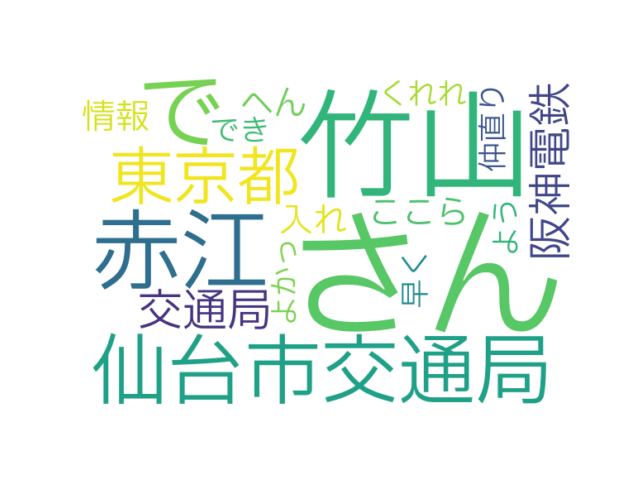 で
へん
くれれ
情報
でき
竹山
仲直り
阪神電鉄
東京都
赤江
入れ
ここら
さん
よう
よかっ
早く
交通局
仙台市交通局